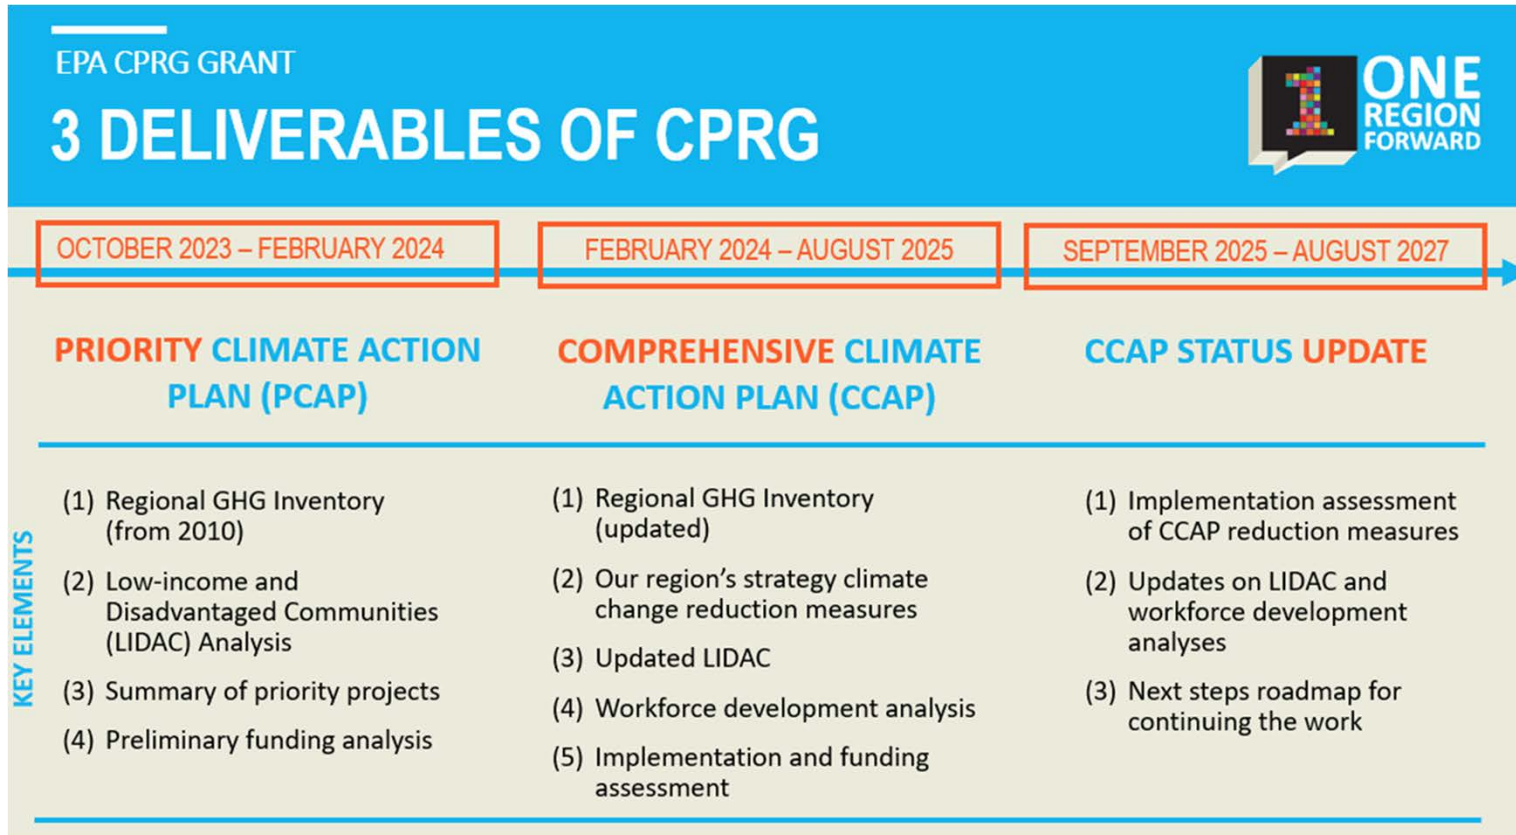 EPA CPRG GRANT
3 DELIVERABLES OF CPRG
1 ONE
REGION
FORWARD
OCTOBER 2023 – FEBRUARY 2024
FEBRUARY 2024 – AUGUST 2025
SEPTEMBER 2025 – AUGUST 2027
PRIORITY CLIMATE ACTION
PLAN (PCAP)
COMPREHENSIVE CLIMATE
ACTION PLAN (CCAP)
CCAP STATUS UPDATE
KEY ELEMENTS
(1) Regional GHG Inventory
(from 2010)
(2) Low-income and
Disadvantaged Communities
(LIDAC) Analysis
(3) Summary of priority projects
(4) Preliminary funding analysis
(1) Regional GHG Inventory
(updated)
(2) Our region’s strategy climate
change reduction measures
(3) Updated LIDAC
(4) Workforce development analysis
(5) Implementation and funding
assessment
(1) Implementation assessment
of CCAP reduction measures
(2) Updates on LIDAC and
workforce development
analyses
(3) Next steps roadmap for
continuing the work